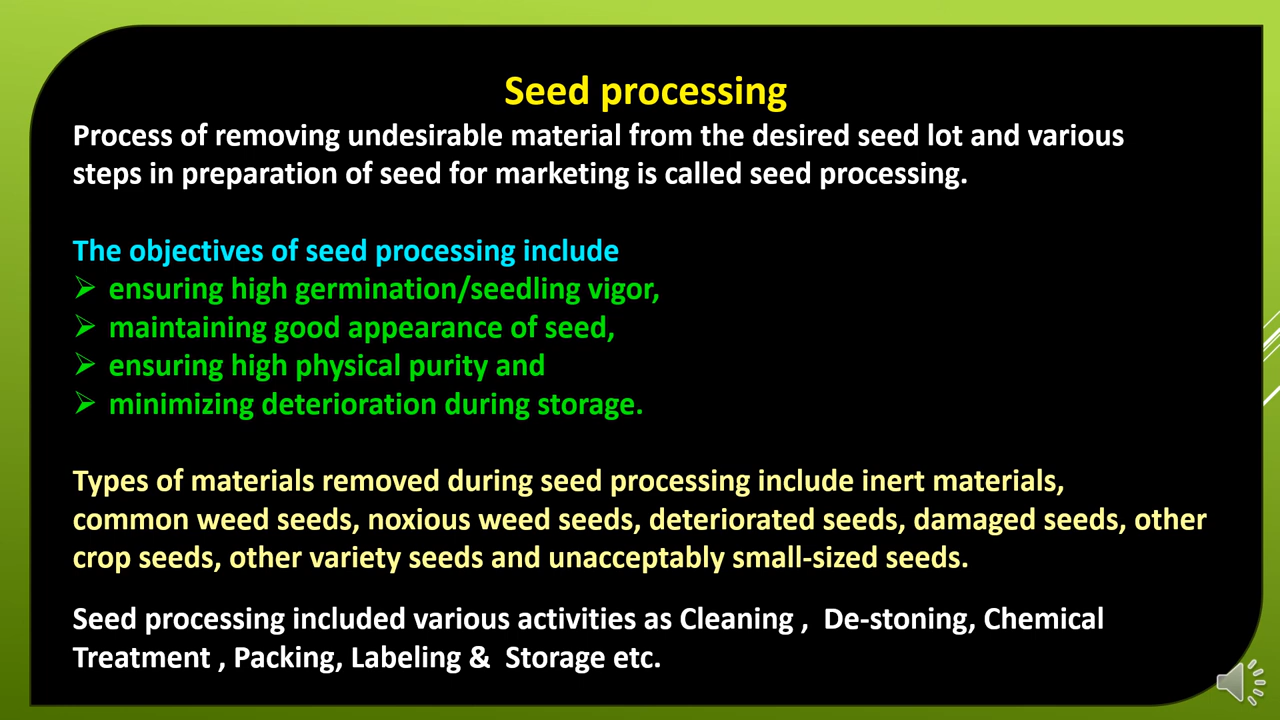 Seed processing
Process of removing undesirable material from the desired seed lot and various
steps in preparation of seed for marketing is called seed processing.
The objectives of seed processing include
➢ ensuring high germination/seedling vigor,
➢ maintaining good appearance of seed,
➢ ensuring high physical purity and
➢ minimizing deterioration during storage.
Types of materials removed during seed processing include inert materials,
common weed seeds, noxious weed seeds, deteriorated seeds, damaged seeds, other
crop seeds, other variety seeds and unacceptably small-sized seeds.
Seed processing included various activities as Cleaning ,  De-stoning, Chemical
Treatment , Packing, Labeling &  Storage etc.